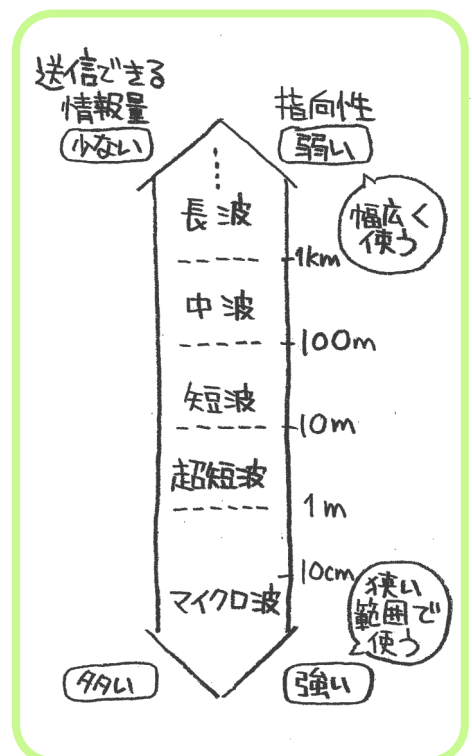 送信できる
情報量
少ない
指向性
弱い
長波
幅広く
使う
1km
中波
100m
短波
10m
超短波
1m
10cm
マイクロ波
狭い
範囲で
使う
多い
強い